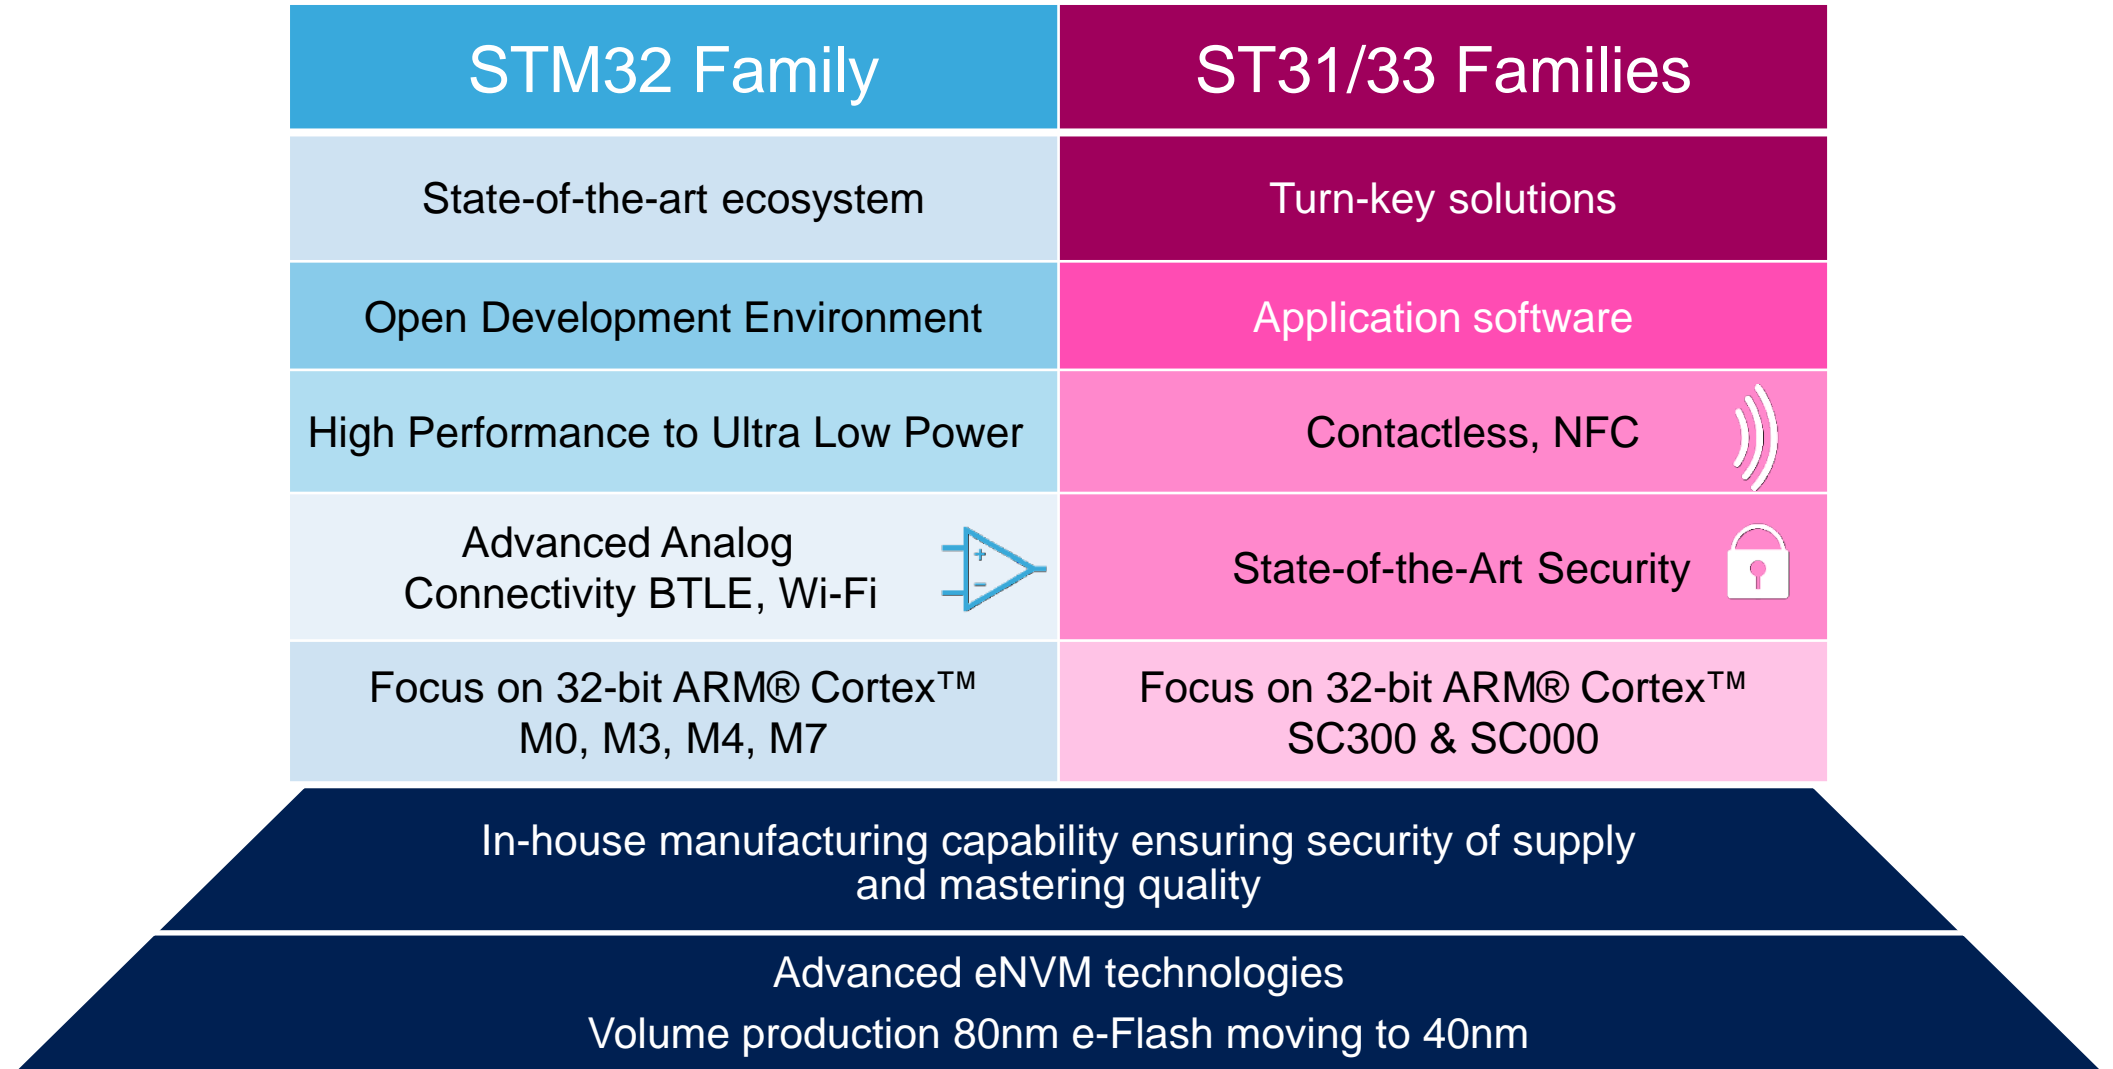 STM32 Family
ST31/33 Families
State-of-the-art ecosystem
Turn-key solutions
Open Development Environment
Application software
High Performance to Ultra Low Power
Contactless, NFC
Advanced Analog
Connectivity BTLE, Wi-Fi
State-of-the-Art Security
Focus on 32-bit ARM® Cortex™
M0, M3, M4, M7
Focus on 32-bit ARM® Cortex™
SC300 & SC000
In-house manufacturing capability ensuring security of supply
and mastering quality
Advanced eNVM technologies
Volume production 80nm e-Flash moving to 40nm